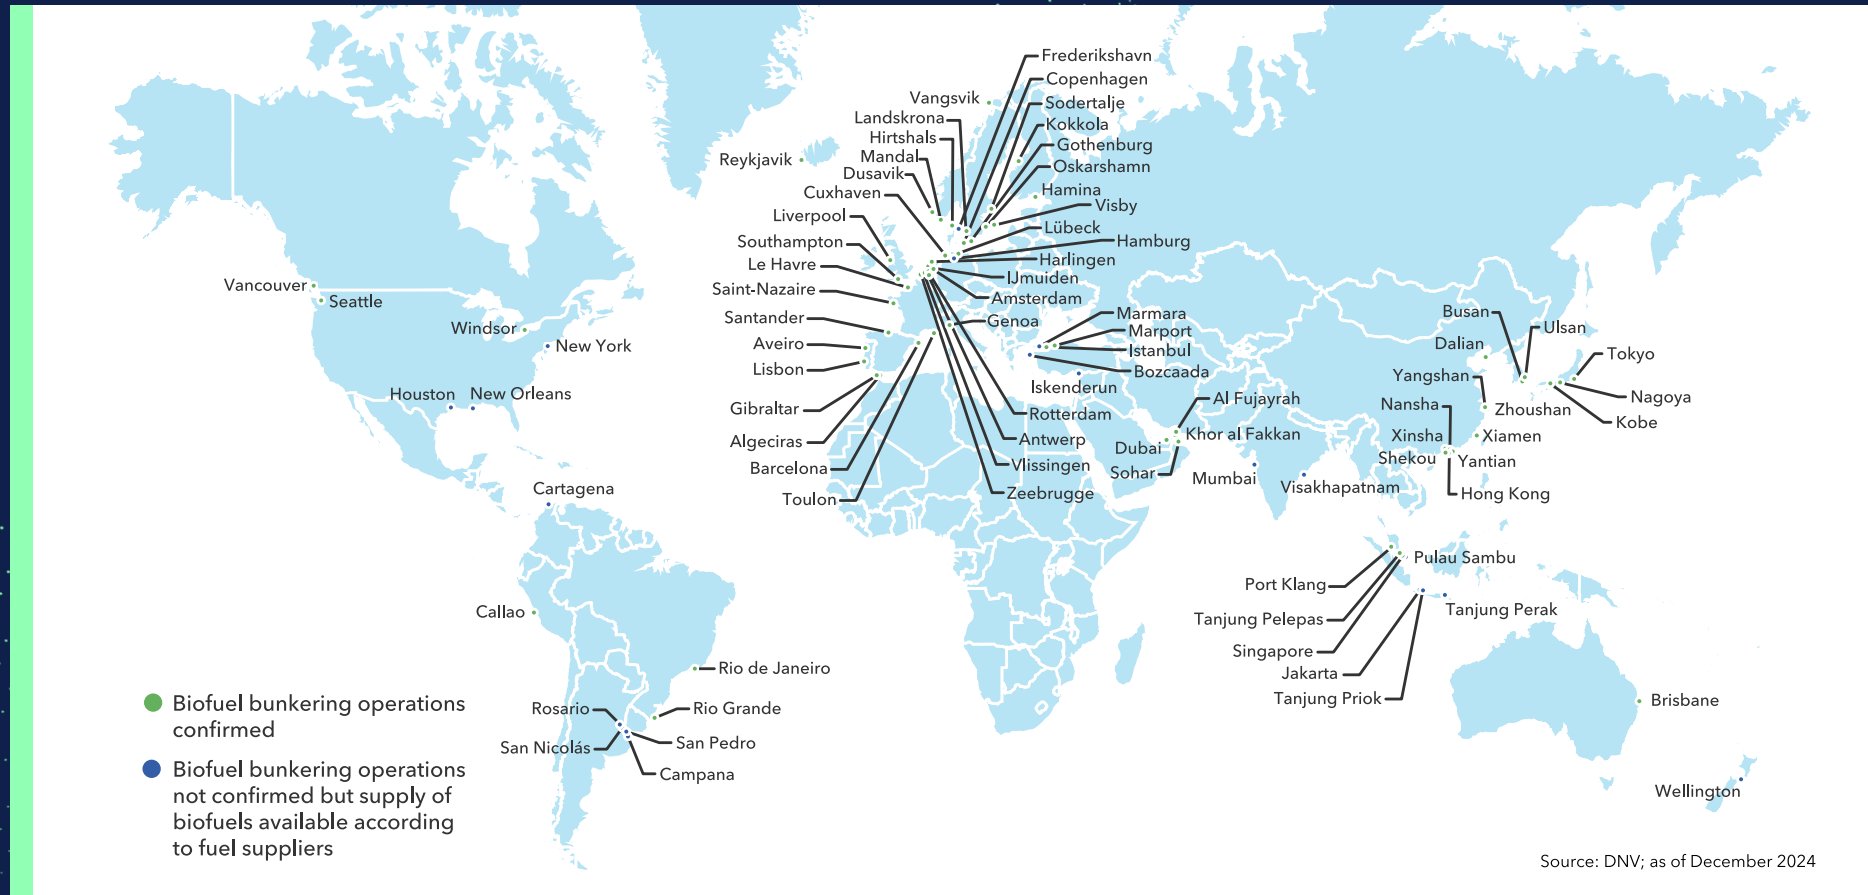 Frederikshavn
Copenhagen
Vangsvik
Sodertalje
Landskrona
Kokkola
Hirtshals
Gothenburg
Mandal
Reykjavik
Oskarshamn
Dusavik
Hamina
Cuxhaven
Visby
Liverpool
Lübeck
Southampton
Hamburg
Le Havre
Harlingen
IJmuiden
Saint-Nazaire
Amsterdam
Santander
Genoa
Aveiro
Lisbon
Gibraltar
Algeciras
Barcelona
Toulon
Marmara
Marport
Istanbul
Bozcaada
Iskenderun
Rotterdam
Antwerp
Vlissingen
Zeebrugge
Vancouver
Seattle
Windsor
New York
Houston
New Orleans
Cartagena
Callao
Rio de Janeiro
Rosario
Rio Grande
San Nicolás
San Pedro
Campana
Al Fujayrah
Dubai
Khor al Fakkan
Sohar
Mumbai
Visakhapatnam
Busan
Ulsan
Dalian
Tokyo
Yangshan
Nagoya
Nansha
Zhoushan
Kobe
Xinsha
Xiamen
Shekou
Yantian
Hong Kong
Pulau Sambu
Port Klang
Tanjung Perak
Tanjung Pelepas
Singapore
Jakarta
Tanjung Priok
Brisbane
Wellington
Biofuel bunkering operations
confirmed
Biofuel bunkering operations
not confirmed but supply of
biofuels available according
to fuel suppliers
Source: DNV; as of December 2024